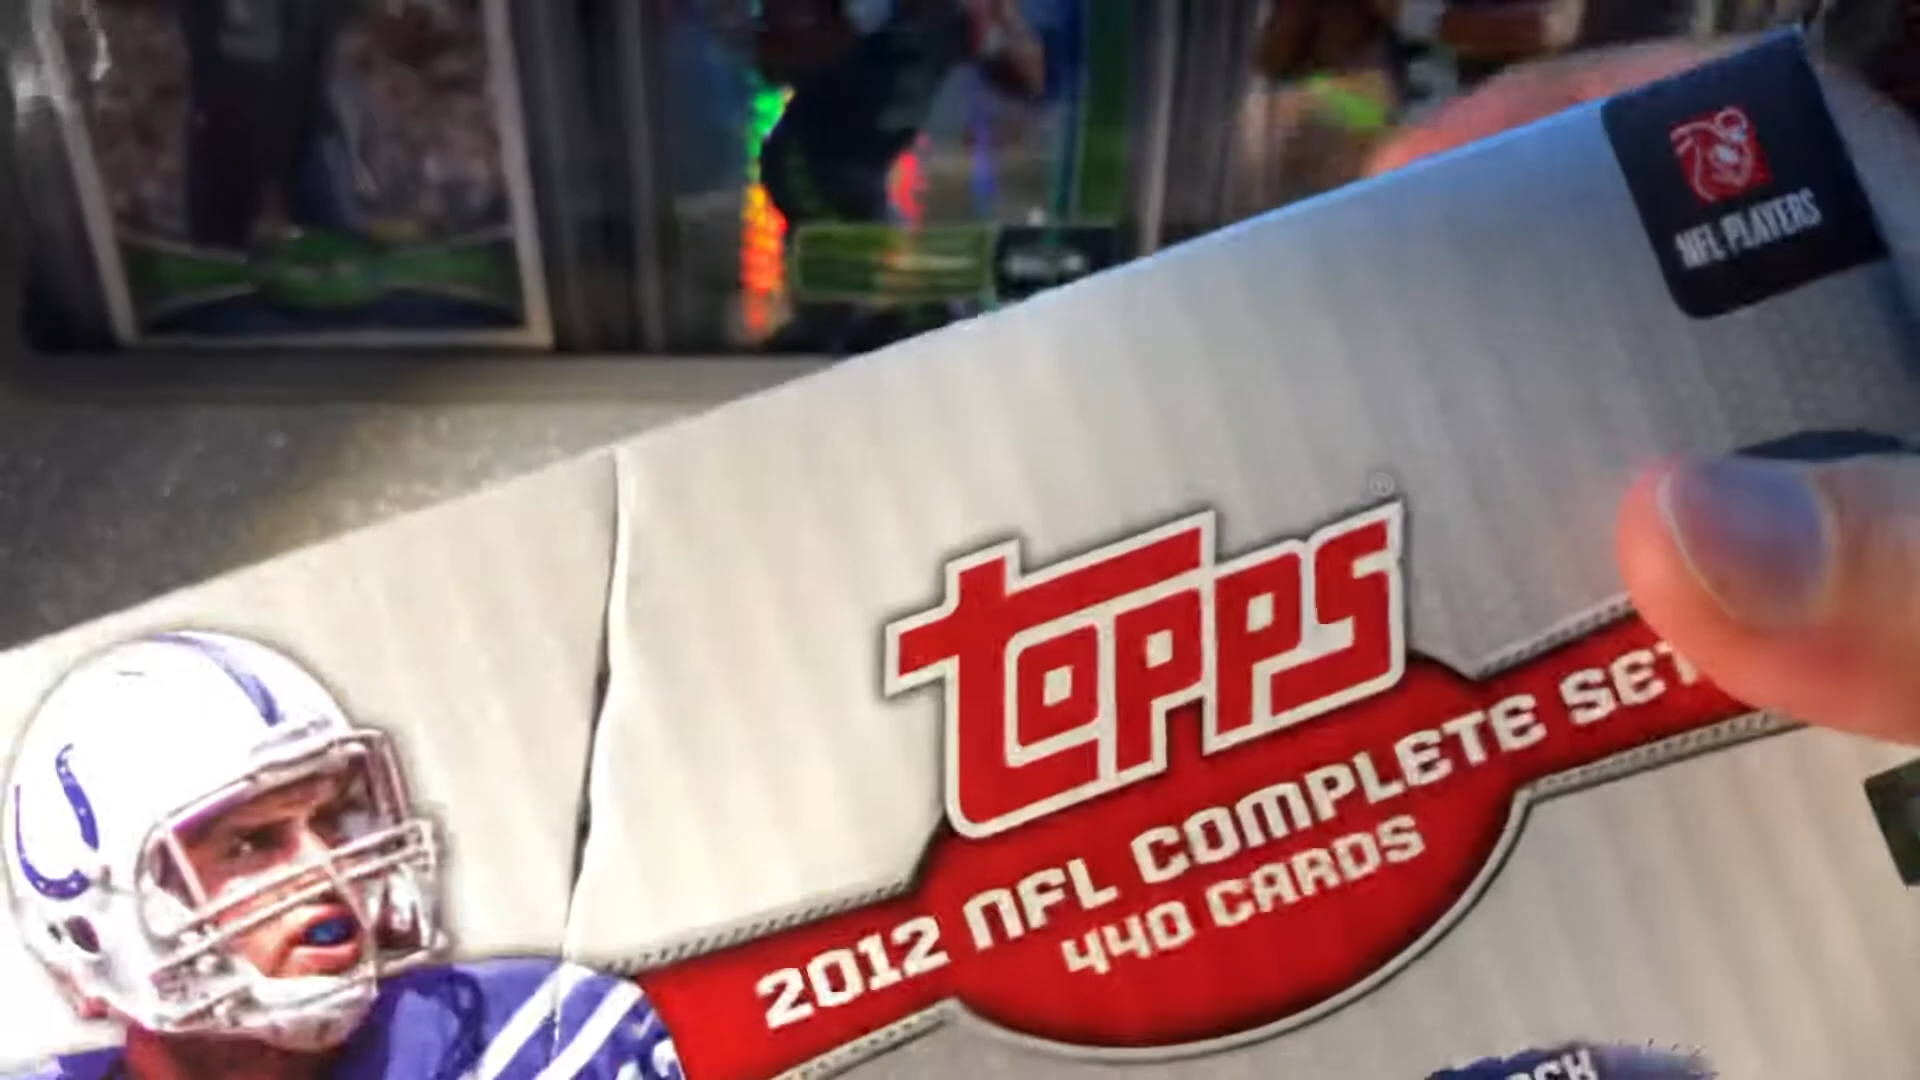 NFL PLAYERS
TOPPS®
2012 NFL COMPLETE SET
440 CARDS